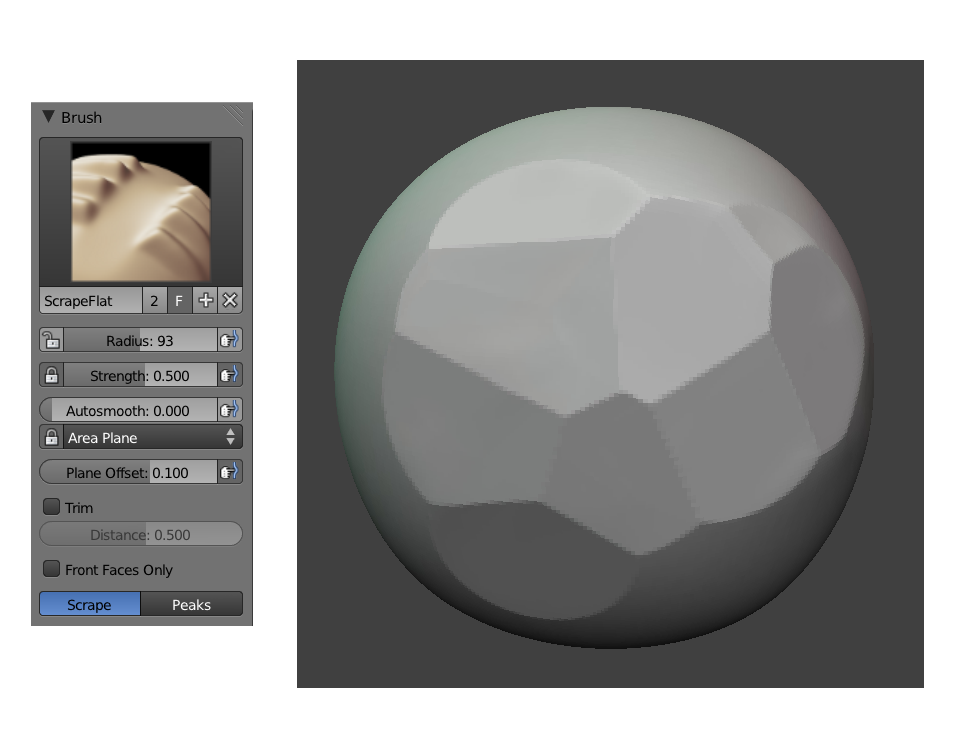 Brush
ScrapeFlat 2 F
Radius: 93
Strength: 0.500
Autosmooth: 0.000
Area Plane
Plane Offset: 0.100
Trim
Distance: 0.500
Front Faces Only
Scrape Peaks